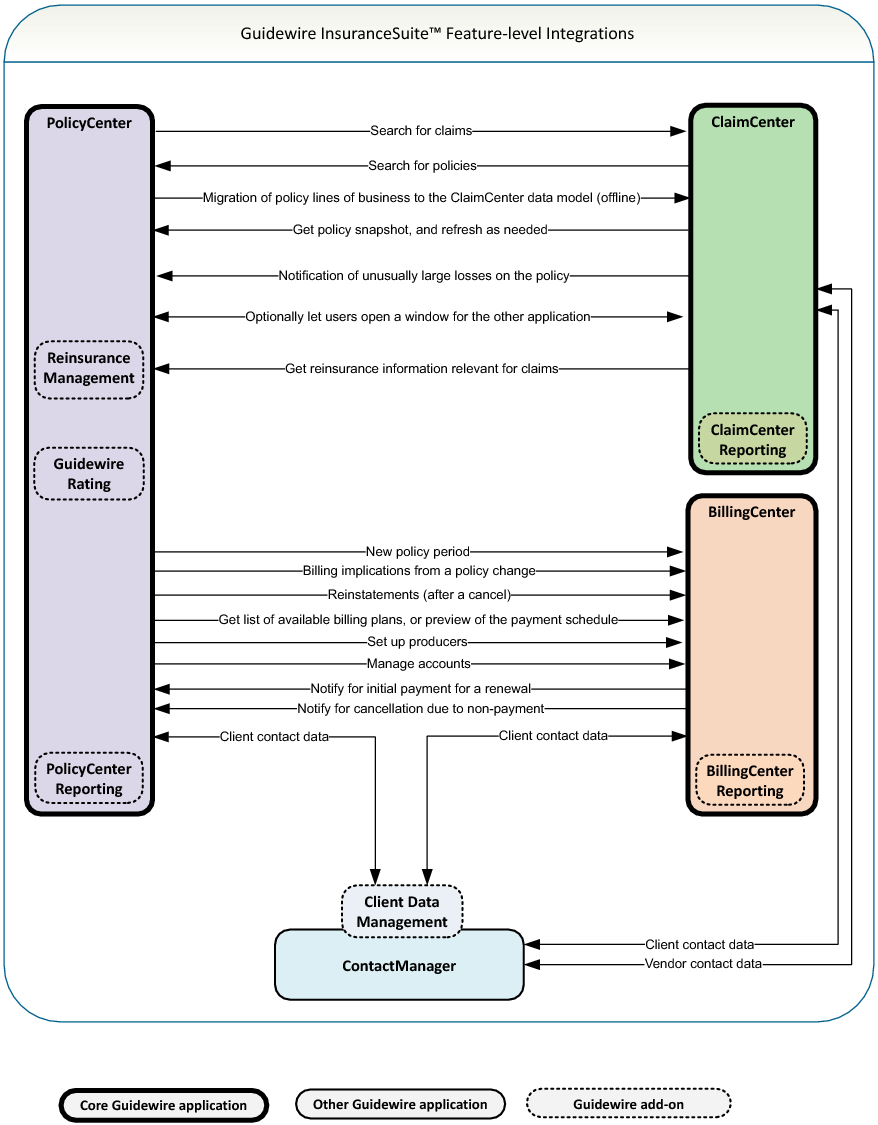 Guidewire InsuranceSuite™ Feature-level Integrations
PolicyCenter
ClaimCenter
Search for claims
Search for policies
Migration of policy lines of business to the ClaimCenter data model (offline)
Get policy snapshot, and refresh as needed
Notification of unusually large losses on the policy
Optionally let users open a window for the other application
Reinsurance
Management
Get reinsurance information relevant for claims
ClaimCenter
Reporting
Guidewire
Rating
BillingCenter
New policy period
Billing implications from a policy change
Reinstatements (after a cancel)
Get list of available billing plans, or preview of the payment schedule
Set up producers
Manage accounts
Notify for initial payment for a renewal
Notify for cancellation due to non-payment
Client contact data
Client contact data
PolicyCenter
Reporting
BillingCenter
Reporting
Client Data
Management
ContactManager
Client contact data
Vendor contact data
Core Guidewire application
Other Guidewire application
Guidewire add-on